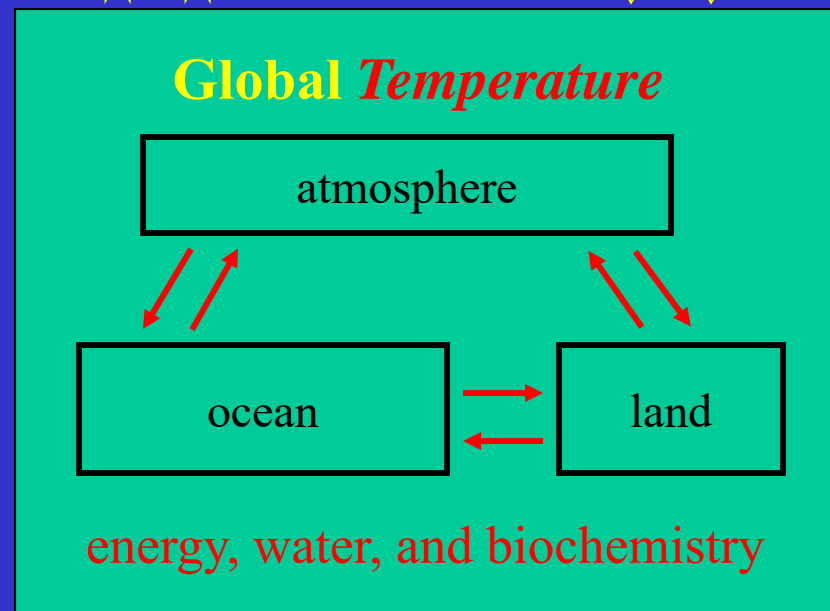 Global Temperature
atmosphere
ocean
land
energy, water, and biochemistry